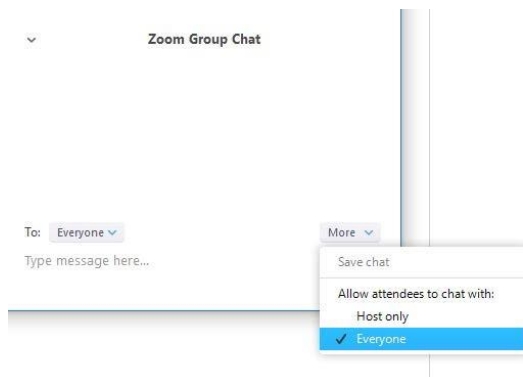 Zoom Group Chat
To: Everyone More
Type message here...
Save chat
Allow attendees to chat with:
Host only
Everyone